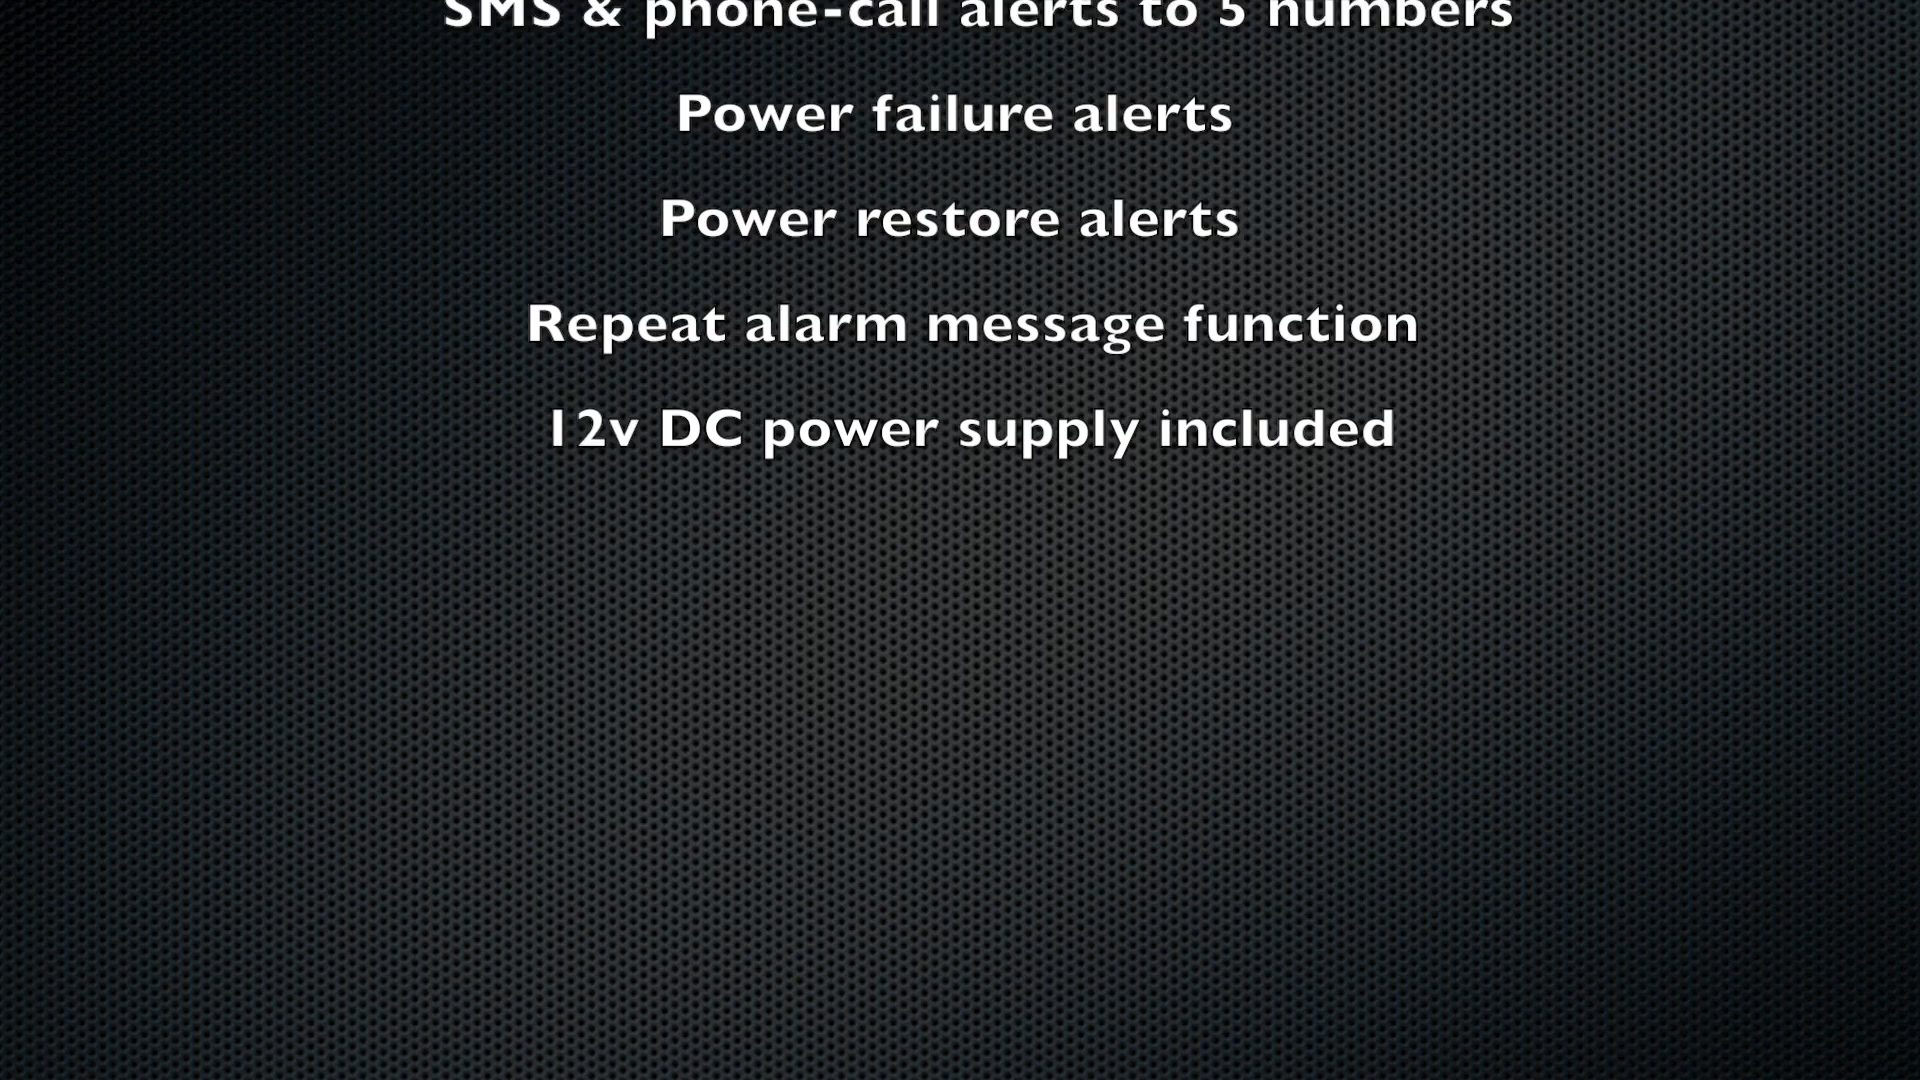 SMS & phone-call alerts to 5 numbers
Power failure alerts
Power restore alerts
Repeat alarm message function
12v DC power supply included